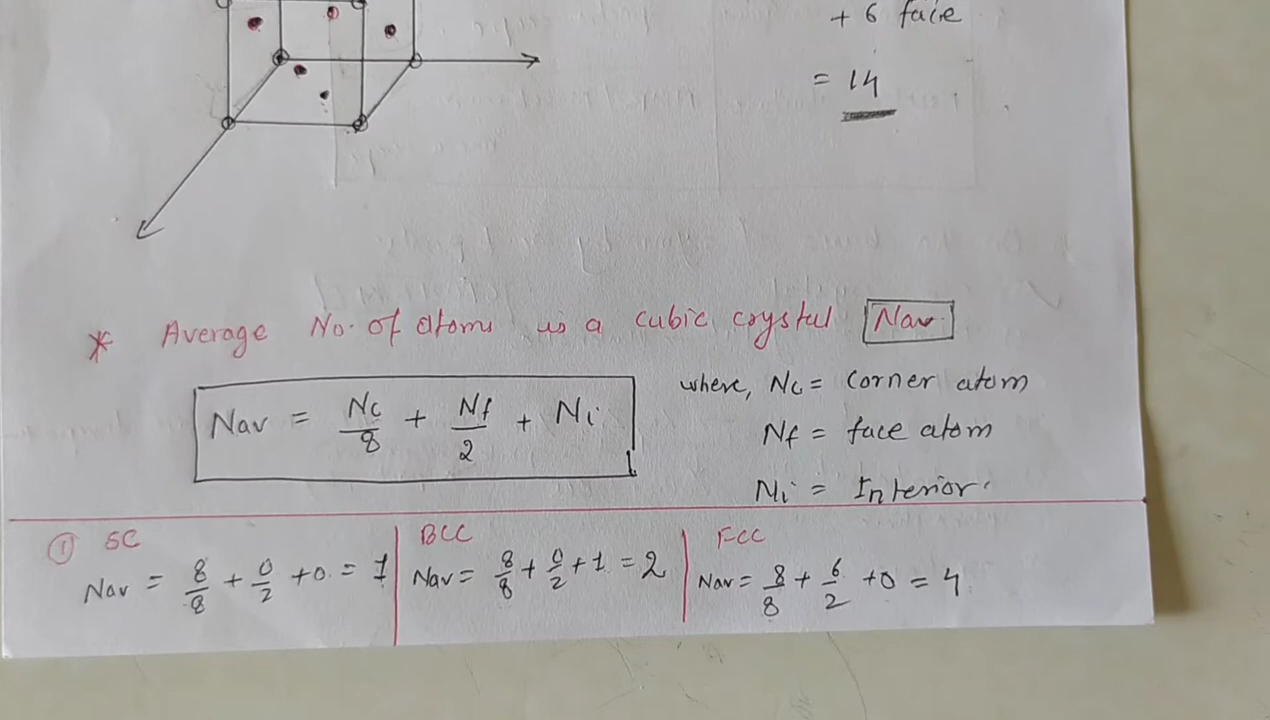 + 6 face
= 14
* Average No. of atoms is a cubic crystal Nav
Nav = Nc/8 + Nf/2 + Ni
where, Nc = corner atom
Nf = face atom
Ni = Interior.
① SC
Nav = 8/8 + 0/2 + 0 = 1
BCC
Nav = 8/8 + 0/2 + 1 = 2
FCC
Nav = 8/8 + 6/2 + 0 = 4